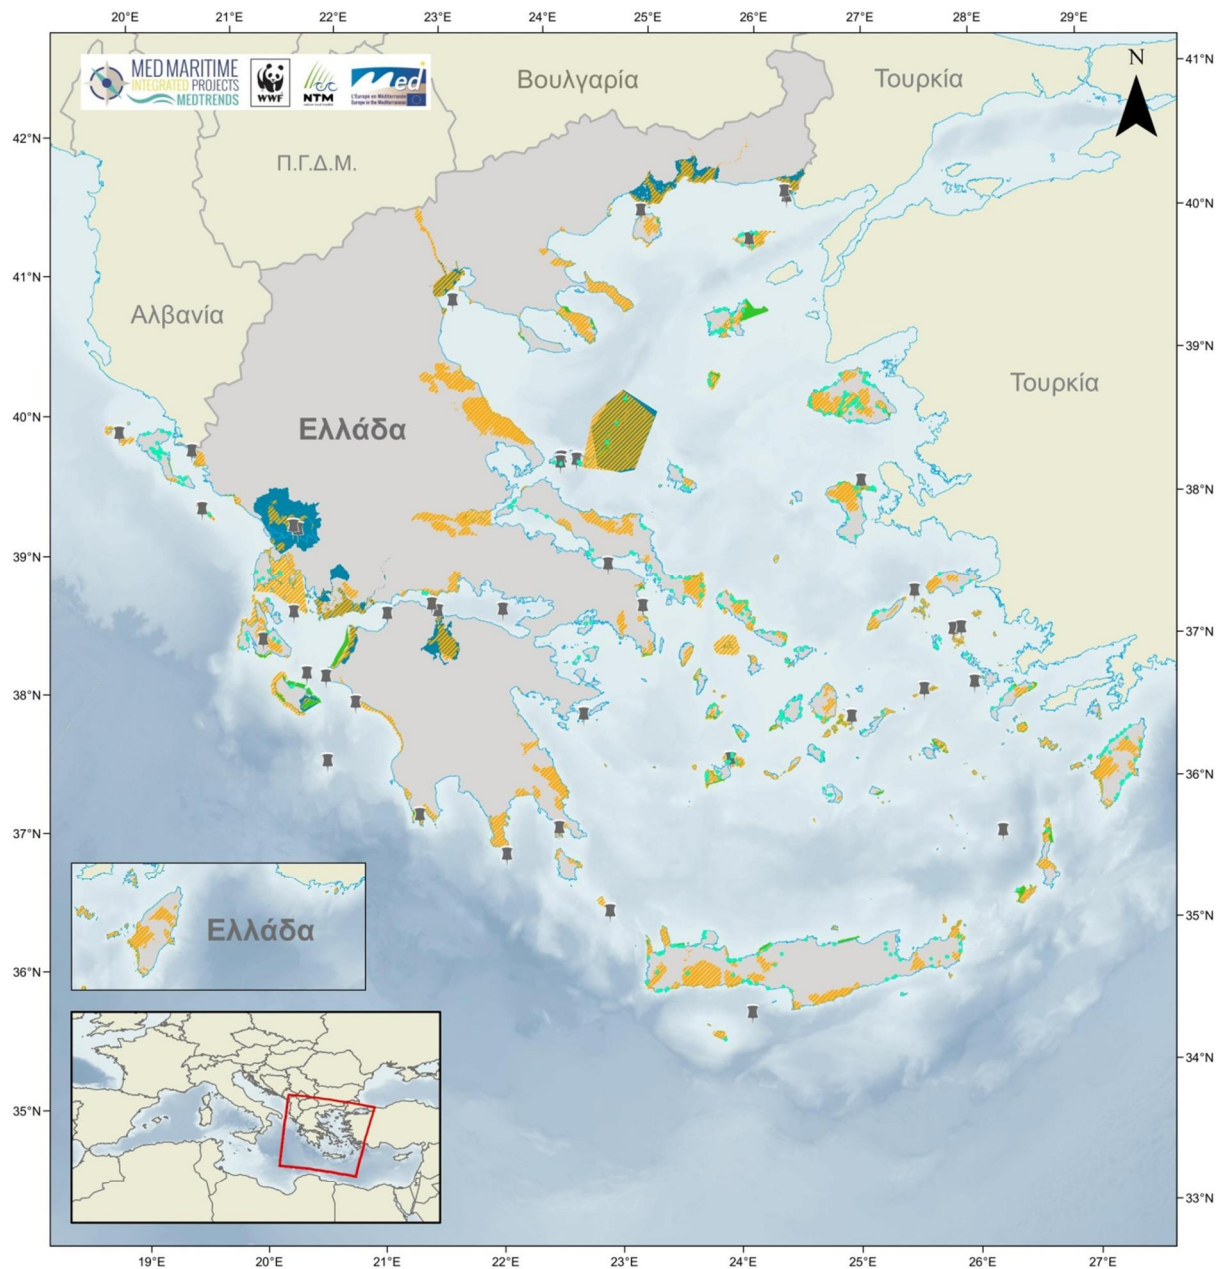 20°E 21°E 22°E 23°E 24°E 25°E 26°E 27°E 28°E 29°E
41°N
N
MED MARITIME
INTEGRATED PROJECTS
MEDTRENDS
WWF
NTM
Med
L'Europe en Méditerranée
Europe in the Mediterranean
Βουλγαρία
Τουρκία
42°N
Π.Γ.Δ.Μ.
40°N
41°N
Αλβανία
39°N
Τουρκία
40°N
Ελλάδα
38°N
39°N
37°N
38°N
36°N
37°N
Ελλάδα
35°N
36°N
34°N
35°N
33°N
19°E 20°E 21°E 22°E 23°E 24°E 25°E 26°E 27°E